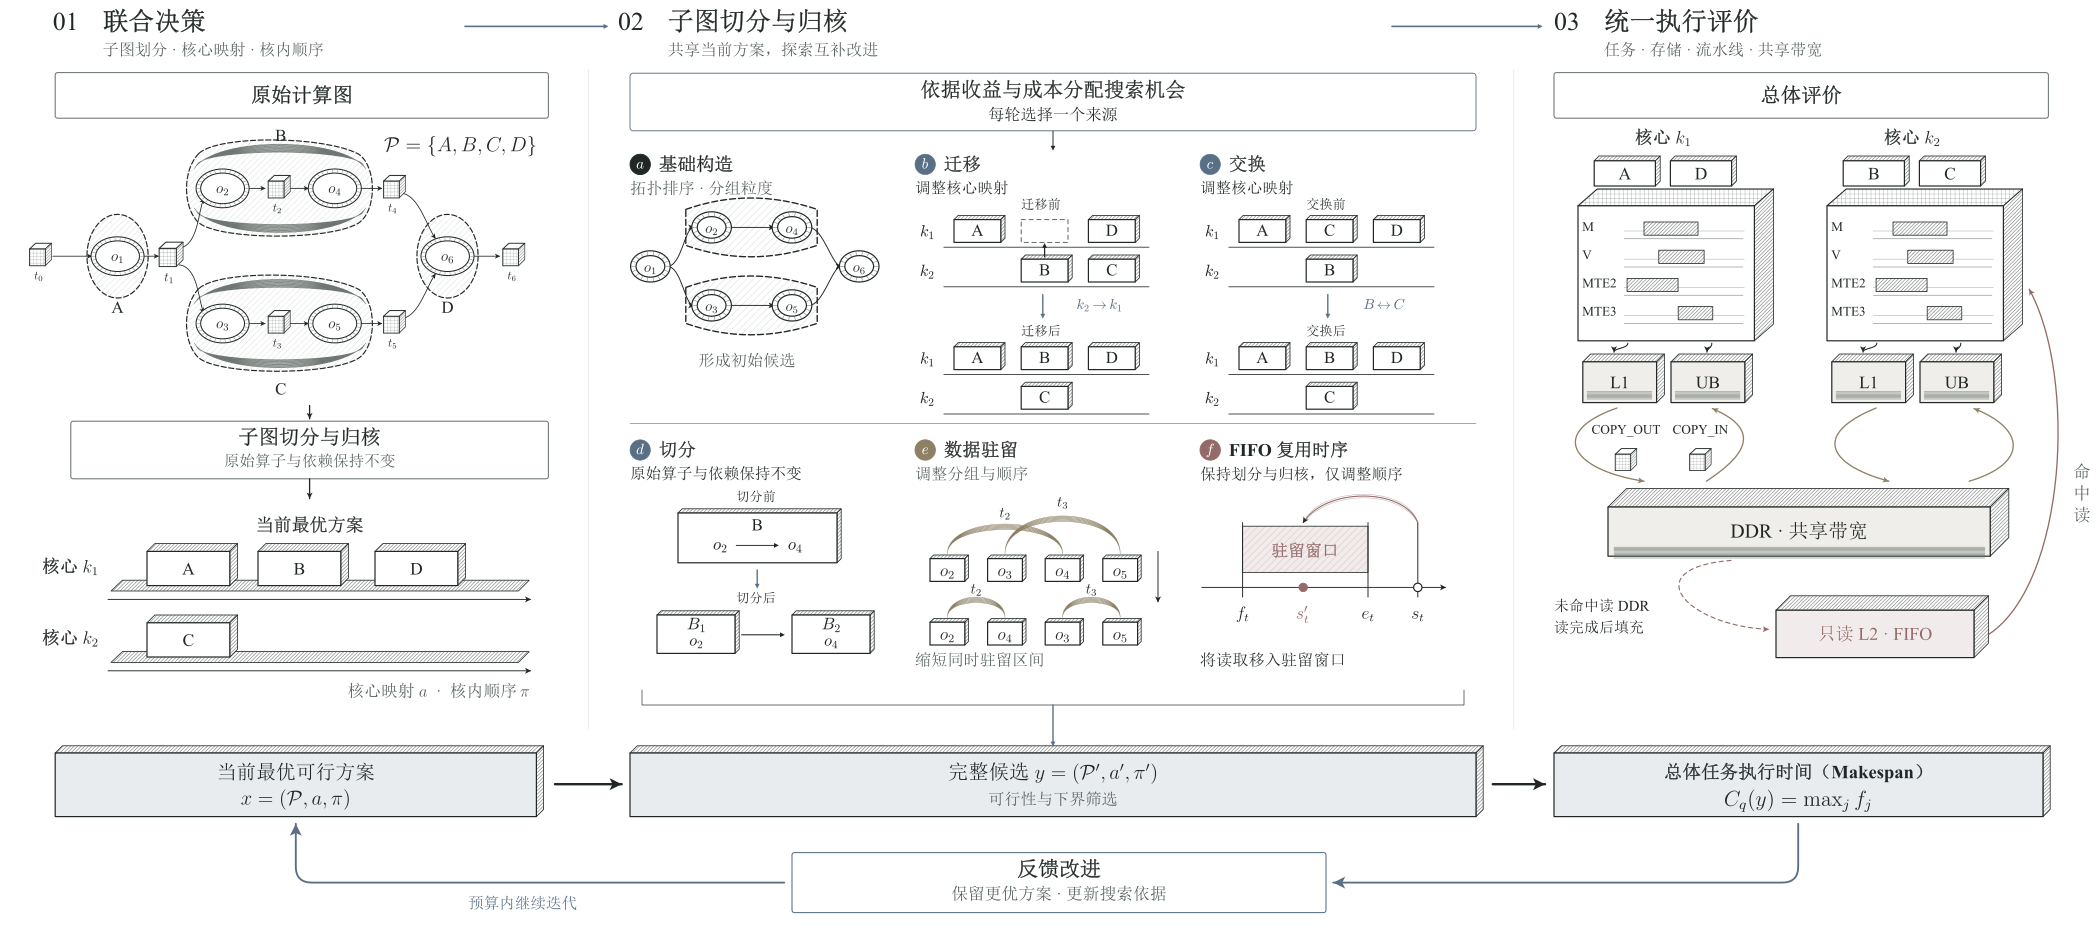 01 联合决策
子图划分 · 核心映射 · 核内顺序
原始计算图
B
𝒫 = {A, B, C, D}
o₂ t₂ o₄ t₄
t₀ o₁ t₁ o₆ t₆
A D
o₃ t₃ o₅ t₅
C
子图切分与归核
原始算子与依赖保持不变
当前最优方案
核心 k₁ A B D
核心 k₂ C
核心映射 a · 核内顺序 π
当前最优可行方案
x = (𝒫, a, π)
02 子图切分与归核
共享当前方案，探索互补改进
依据收益与成本分配搜索机会
每轮选择一个来源
a 基础构造
拓扑排序 · 分组粒度
o₂ o₄
o₁ o₆
o₃ o₅
形成初始候选
b 迁移
调整核心映射
迁移前
k₁ A D
k₂ B C
k₂ → k₁
迁移后
k₁ A B D
k₂ C
c 交换
调整核心映射
交换前
k₁ A C D
k₂ B
B ↔ C
交换后
k₁ A B D
k₂ C
d 切分
原始算子与依赖保持不变
切分前
B
o₂ o₄
切分后
B₁ B₂
o₂ o₄
e 数据驻留
调整分组与顺序
t₂ t₃
o₂ o₃ o₄ o₅
t₂ t₃
o₂ o₄ o₃ o₅
缩短同时驻留区间
f FIFO 复用时序
保持划分与归核，仅调整顺序
驻留窗口
fₜ s′ₜ eₜ sₜ
将读取移入驻留窗口
完整候选 y = (𝒫′, a′, π′)
可行性与下界筛选
03 统一执行评价
任务 · 存储 · 流水线 · 共享带宽
总体评价
核心 k₁ 核心 k₂
A D B C
M M
V V
MTE2 MTE2
MTE3 MTE3
L1 UB L1 UB
COPY_OUT COPY_IN
命中读
DDR · 共享带宽
未命中读 DDR
读完成后填充
只读 L2 · FIFO
总体任务执行时间（Makespan）
C_q(y) = max_j f_j
反馈改进
保留更优方案 · 更新搜索依据
预算内继续迭代